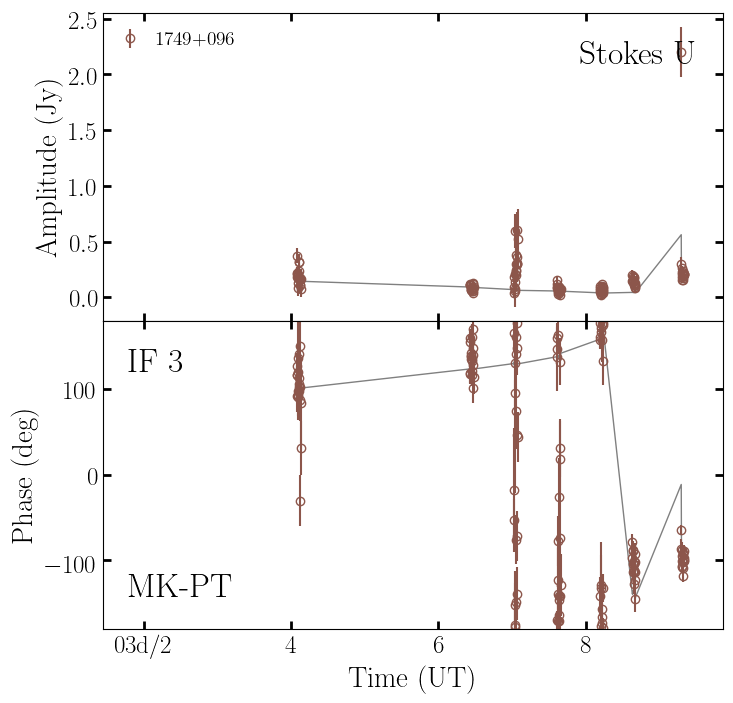 2.5
1749+096
Stokes U
2.0
1.5
1.0
0.5
0.0
Amplitude (Jy)
IF 3
100
0
−100
Phase (deg)
MK-PT
03d/2
4
6
8
Time (UT)